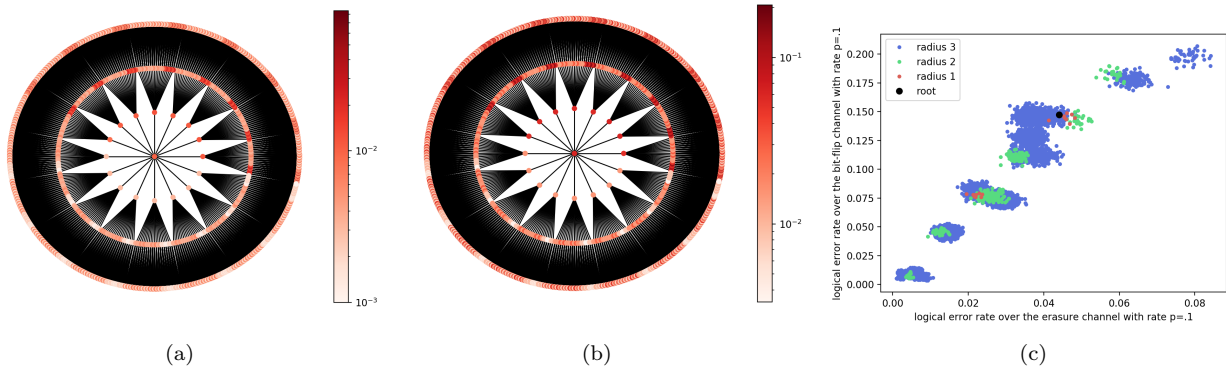 10⁻²
10⁻³
(a)
10⁻¹
10⁻²
(b)
logical error rate over the bit-flip channel with rate p=.1
0.200
0.175
0.150
0.125
0.100
0.075
0.050
0.025
0.000
radius 3
radius 2
radius 1
root
0.00 0.02 0.04 0.06 0.08
logical error rate over the erasure channel with rate p=.1
(c)